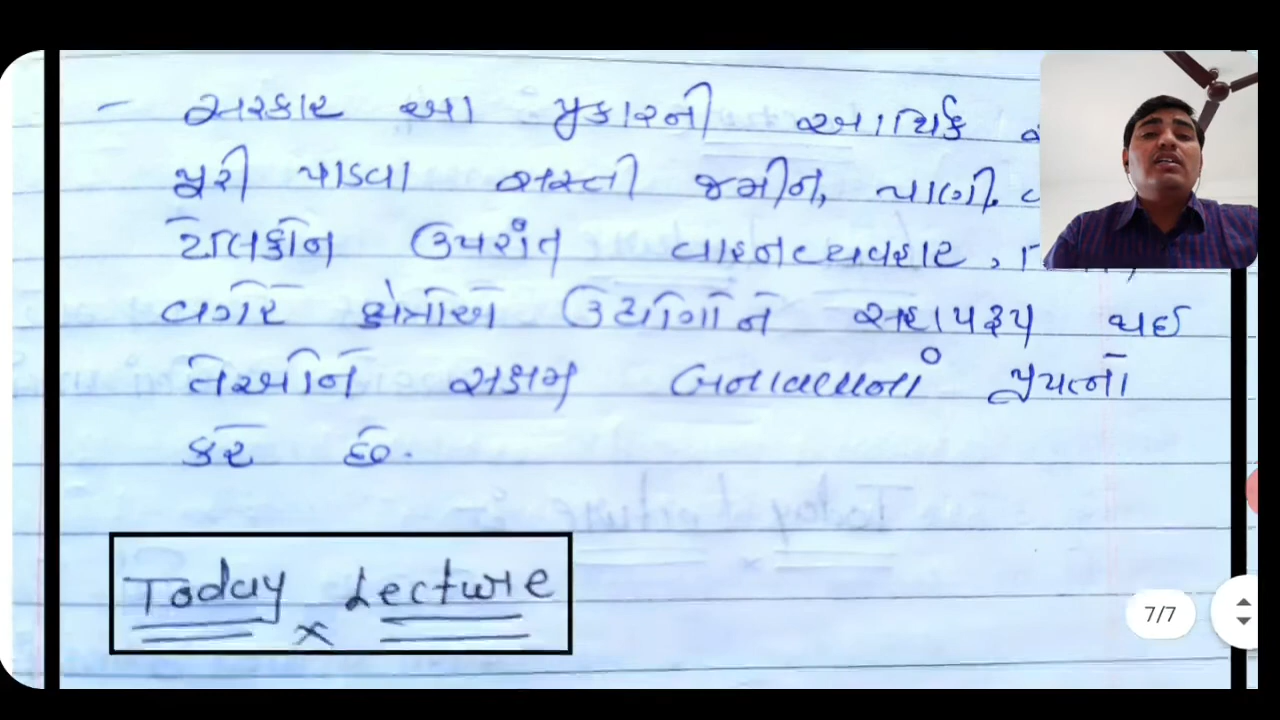 - સરકાર આ પ્રકારની આર્થિક
પુરી પાડવા સસ્તી જમીન, પાણી,
ટેલિફોન ઉપરાંત વાહનવ્યવહાર,
વગેરે ક્ષેત્રોએ ઉદ્યોગોને સહાયરૂપ થઈ
તેઓને સક્ષમ બનાવવાનાં પ્રયત્નો
કરે છે.
Today Lecture
7/7